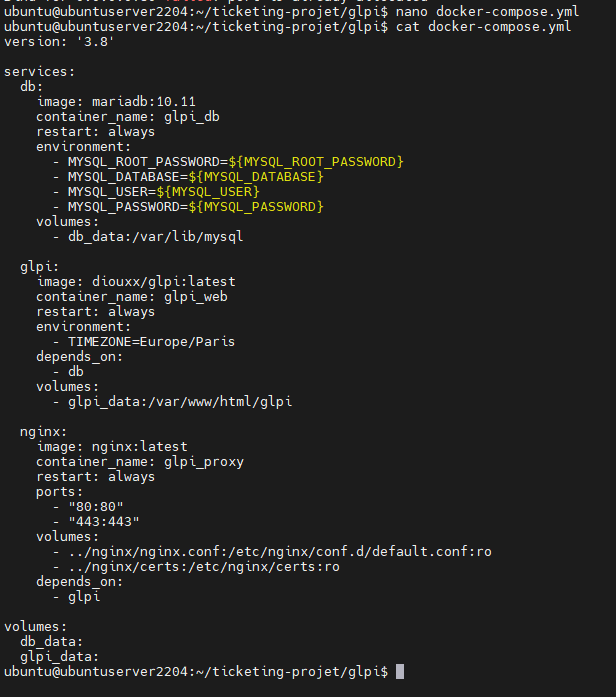 ubuntu@ubuntuserver2204:~/ticketing-projet/glpi$ nano docker-compose.yml
ubuntu@ubuntuserver2204:~/ticketing-projet/glpi$ cat docker-compose.yml
version: '3.8'

services:
  db:
    image: mariadb:10.11
    container_name: glpi_db
    restart: always
    environment:
      - MYSQL_ROOT_PASSWORD=${MYSQL_ROOT_PASSWORD}
      - MYSQL_DATABASE=${MYSQL_DATABASE}
      - MYSQL_USER=${MYSQL_USER}
      - MYSQL_PASSWORD=${MYSQL_PASSWORD}
    volumes:
      - db_data:/var/lib/mysql

  glpi:
    image: diouxx/glpi:latest
    container_name: glpi_web
    restart: always
    environment:
      - TIMEZONE=Europe/Paris
    depends_on:
      - db
    volumes:
      - glpi_data:/var/www/html/glpi

  nginx:
    image: nginx:latest
    container_name: glpi_proxy
    restart: always
    ports:
      - "80:80"
      - "443:443"
    volumes:
      - ../nginx/nginx.conf:/etc/nginx/conf.d/default.conf:ro
      - ../nginx/certs:/etc/nginx/certs:ro
    depends_on:
      - glpi

volumes:
  db_data:
  glpi_data:
ubuntu@ubuntuserver2204:~/ticketing-projet/glpi$